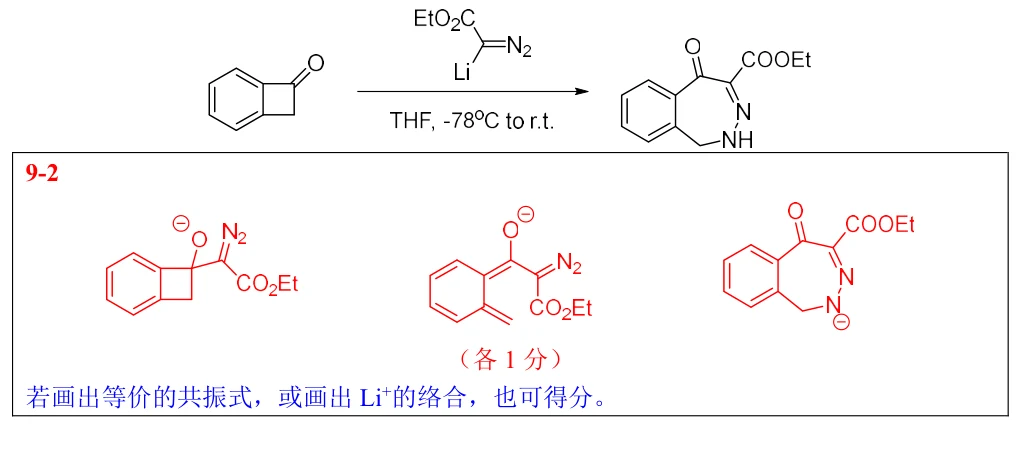 EtO₂C
N₂
Li
O
THF, -78⁰C to r.t.
O
COOEt
N
NH
9-2
⊖
O
N₂
CO₂Et
O⊖
N₂
CO₂Et
O
COOEt
N
N
⊖
（各 1 分）
若画出等价的共振式，或画出 Li⁺的络合，也可得分。